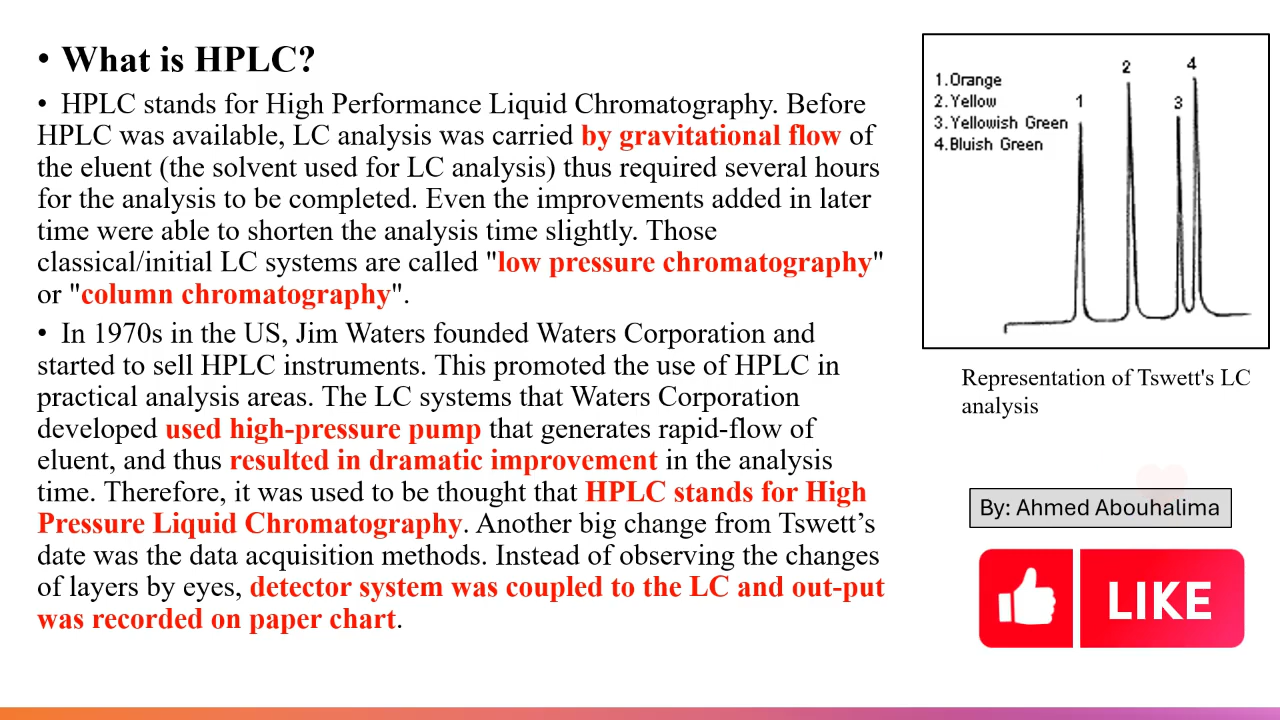 • What is HPLC?
• HPLC stands for High Performance Liquid Chromatography. Before
HPLC was available, LC analysis was carried by gravitational flow of
the eluent (the solvent used for LC analysis) thus required several hours
for the analysis to be completed. Even the improvements added in later
time were able to shorten the analysis time slightly. Those
classical/initial LC systems are called "low pressure chromatography"
or "column chromatography".
• In 1970s in the US, Jim Waters founded Waters Corporation and
started to sell HPLC instruments. This promoted the use of HPLC in
practical analysis areas. The LC systems that Waters Corporation
developed used high-pressure pump that generates rapid-flow of
eluent, and thus resulted in dramatic improvement in the analysis
time. Therefore, it was used to be thought that HPLC stands for High
Pressure Liquid Chromatography. Another big change from Tswett’s
date was the data acquisition methods. Instead of observing the changes
of layers by eyes, detector system was coupled to the LC and out-put
was recorded on paper chart.
1.Orange
2.Yellow
3.Yellowish Green
4.Bluish Green
1
2
3
4
Representation of Tswett's LC
analysis
By: Ahmed Abouhalima
LIKE